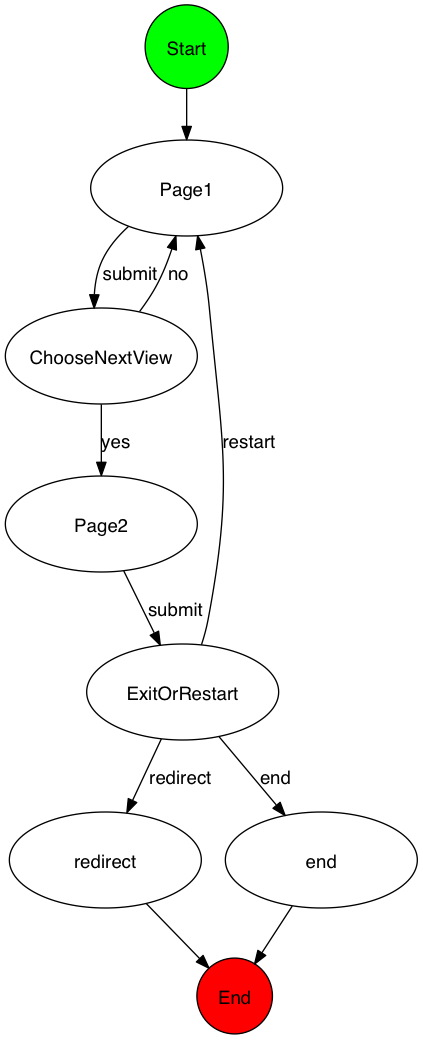 Start
Page1
submit
no
ChooseNextView
yes
restart
Page2
submit
ExitOrRestart
redirect
end
redirect
end
End